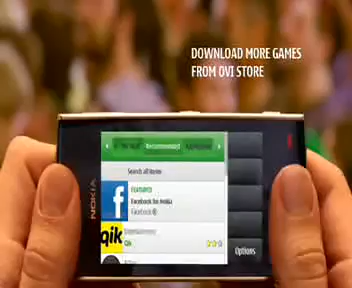 DOWNLOAD MORE GAMES
FROM OVI STORE
Recommended
Search all items
NOKIA
FEATURED
Facebook for Nokia
Facebook
f
qik
Entertainment
Qik
Options